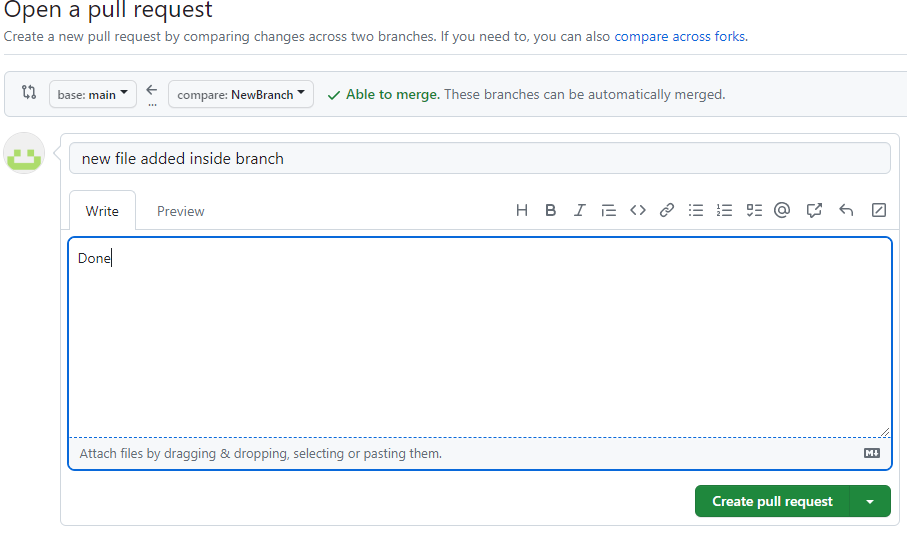 Open a pull request
Create a new pull request by comparing changes across two branches. If you need to, you can also compare across forks.
base: main ... compare: NewBranch Able to merge. These branches can be automatically merged.
new file added inside branch
Write Preview H B I @
Done
Attach files by dragging & dropping, selecting or pasting them. M
Create pull request